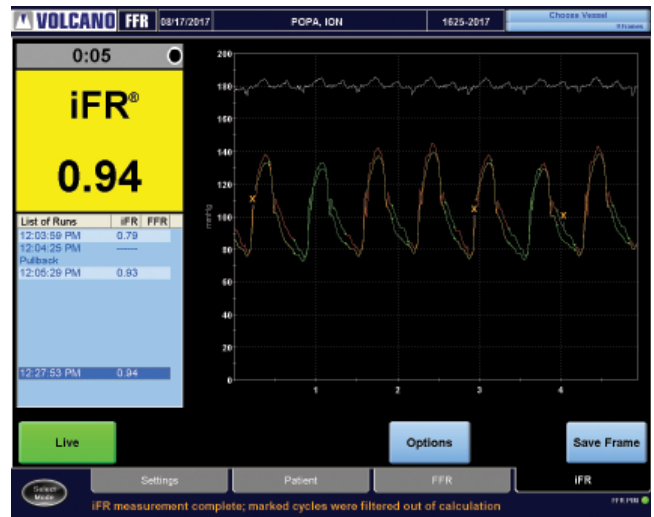 VOLCANO FFR 08/17/2017 POPA, ION 1625-2017 Choose Vessel
0:05
iFR®
0.94
List of Runs iFR FFR
12:03:59 PM 0.79
12:04:25 PM -----
Pullback
12:05:29 PM 0.93
12:27:53 PM 0.94
200
180
160
140
120
100
80
60
40
20
0
mmHg
1 2 3 4
Live Options Save Frame
Select Mode
Settings Patient FFR iFR
iFR measurement complete; marked cycles were filtered out of calculation